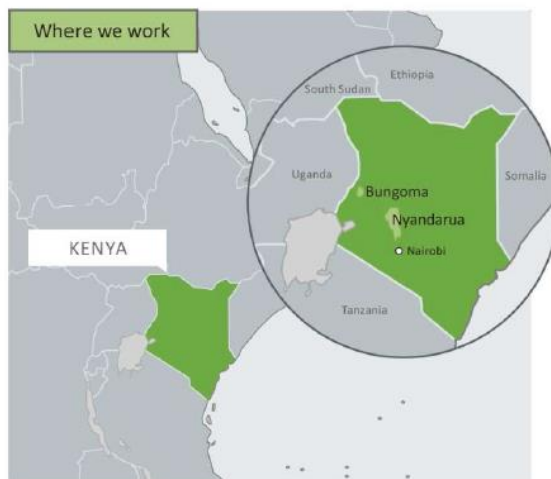 Where we work
Ethiopia
South Sudan
Uganda
Somalia
Bungoma
Nyandarua
KENYA
Nairobi
Tanzania